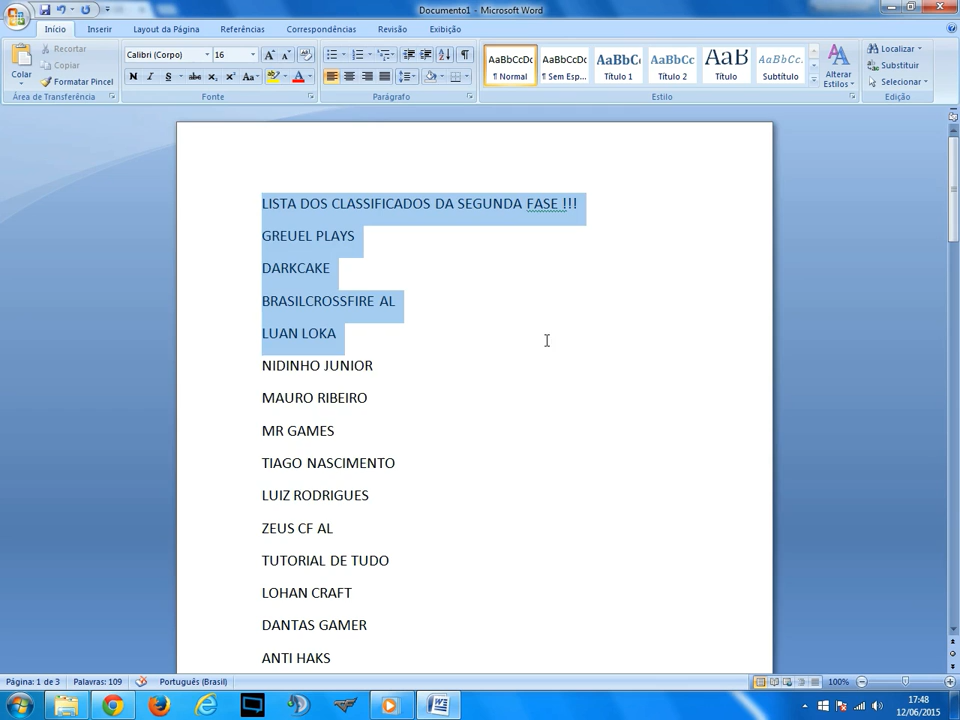 Documento1 - Microsoft Word
Início Inserir Layout da Página Referências Correspondências Revisão Exibição
Colar
Recortar
Copiar
Formatar Pincel
Área de Transferência
Calibri (Corpo) 16
N I S abc x₂ x² Aa
Fonte
Parágrafo
AaBbCcDc AaBbCcDc AaBbC AaBbCc AaB AaBbCc.
¶ Normal ¶ Sem Esp... Título 1 Título 2 Título Subtítulo
Alterar Estilos
Estilo
Localizar
Substituir
Selecionar
Edição
LISTA DOS CLASSIFICADOS DA SEGUNDA FASE !!!
GREUEL PLAYS
DARKCAKE
BRASILCROSSFIRE AL
LUAN LOKA
NIDINHO JUNIOR
MAURO RIBEIRO
MR GAMES
TIAGO NASCIMENTO
LUIZ RODRIGUES
ZEUS CF AL
TUTORIAL DE TUDO
LOHAN CRAFT
DANTAS GAMER
ANTI HAKS
Página: 1 de 3 Palavras: 109 Português (Brasil) 100%
17:48
12/06/2015